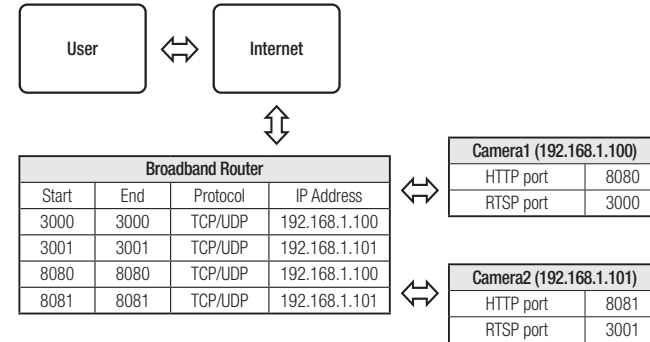 User
Internet
Broadband Router
Start End Protocol IP Address
3000 3000 TCP/UDP 192.168.1.100
3001 3001 TCP/UDP 192.168.1.101
8080 8080 TCP/UDP 192.168.1.100
8081 8081 TCP/UDP 192.168.1.101
Camera1 (192.168.1.100)
HTTP port 8080
RTSP port 3000
Camera2 (192.168.1.101)
HTTP port 8081
RTSP port 3001